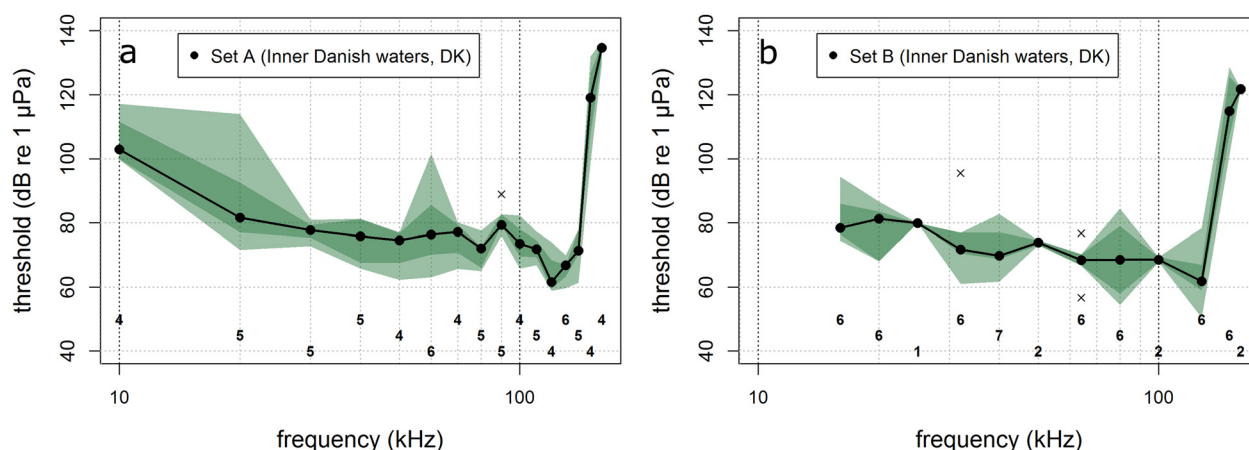 a
Set A (Inner Danish waters, DK)
threshold (dB re 1 µPa)
140
120
100
80
60
40
4 5 4 4 6 4
5 4 5 5 5
5 6 5 4 4
10
100
frequency (kHz)
b
Set B (Inner Danish waters, DK)
threshold (dB re 1 µPa)
140
120
100
80
60
40
6 6 6 6
6 7 2 6 6
1 2 2
10
100
frequency (kHz)